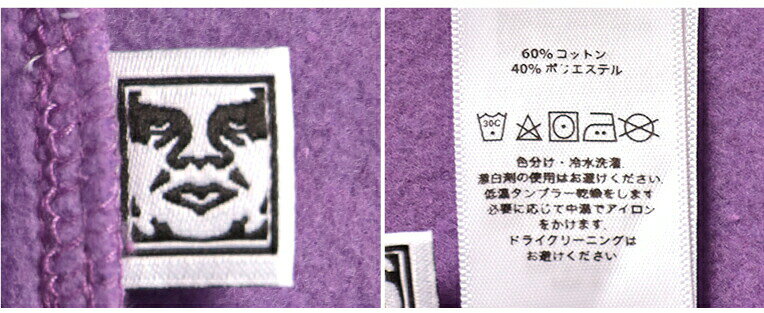 60%コットン
40%ポリエステル
30C
色分け・冷水洗濯
激白剤の使用はお避けください.
低温タンブラー乾燥をします
必要に応じて中温でアイロン
をかけます.
ドライクリーニングは
お避けください